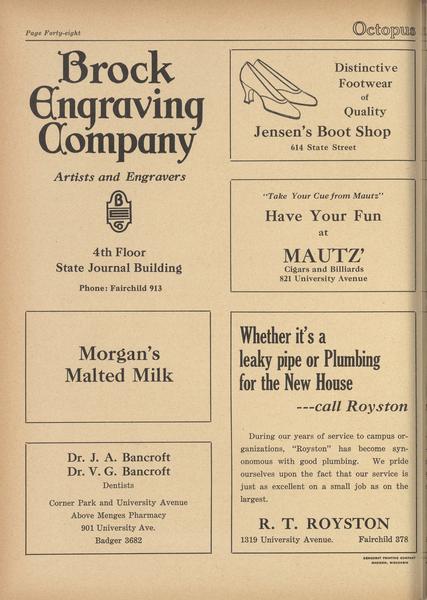 Page Forty-eight
Octopus
Brock
Engraving
Company
Artists and Engravers
B
C
4th Floor
State Journal Building
Phone: Fairchild 913
Distinctive
Footwear
of
Quality
Jensen's Boot Shop
614 State Street
"Take Your Cue from Mautz"
Have Your Fun
at
MAUTZ'
Cigars and Billiards
821 University Avenue
Morgan's
Malted Milk
Dr. J. A. Bancroft
Dr. V. G. Bancroft
Dentists
Corner Park and University Avenue
Above Menges Pharmacy
901 University Ave.
Badger 3682
Whether it's a
leaky pipe or Plumbing
for the New House
---call Royston
During our years of service to campus or-
ganizations, "Royston" has become syn-
onomous with good plumbing. We pride
ourselves upon the fact that our service is
just as excellent on a small job as on the
largest.
R. T. ROYSTON
1319 University Avenue. Fairchild 378
DEMOCRAT PRINTING COMPANY
MADISON, WISCONSIN